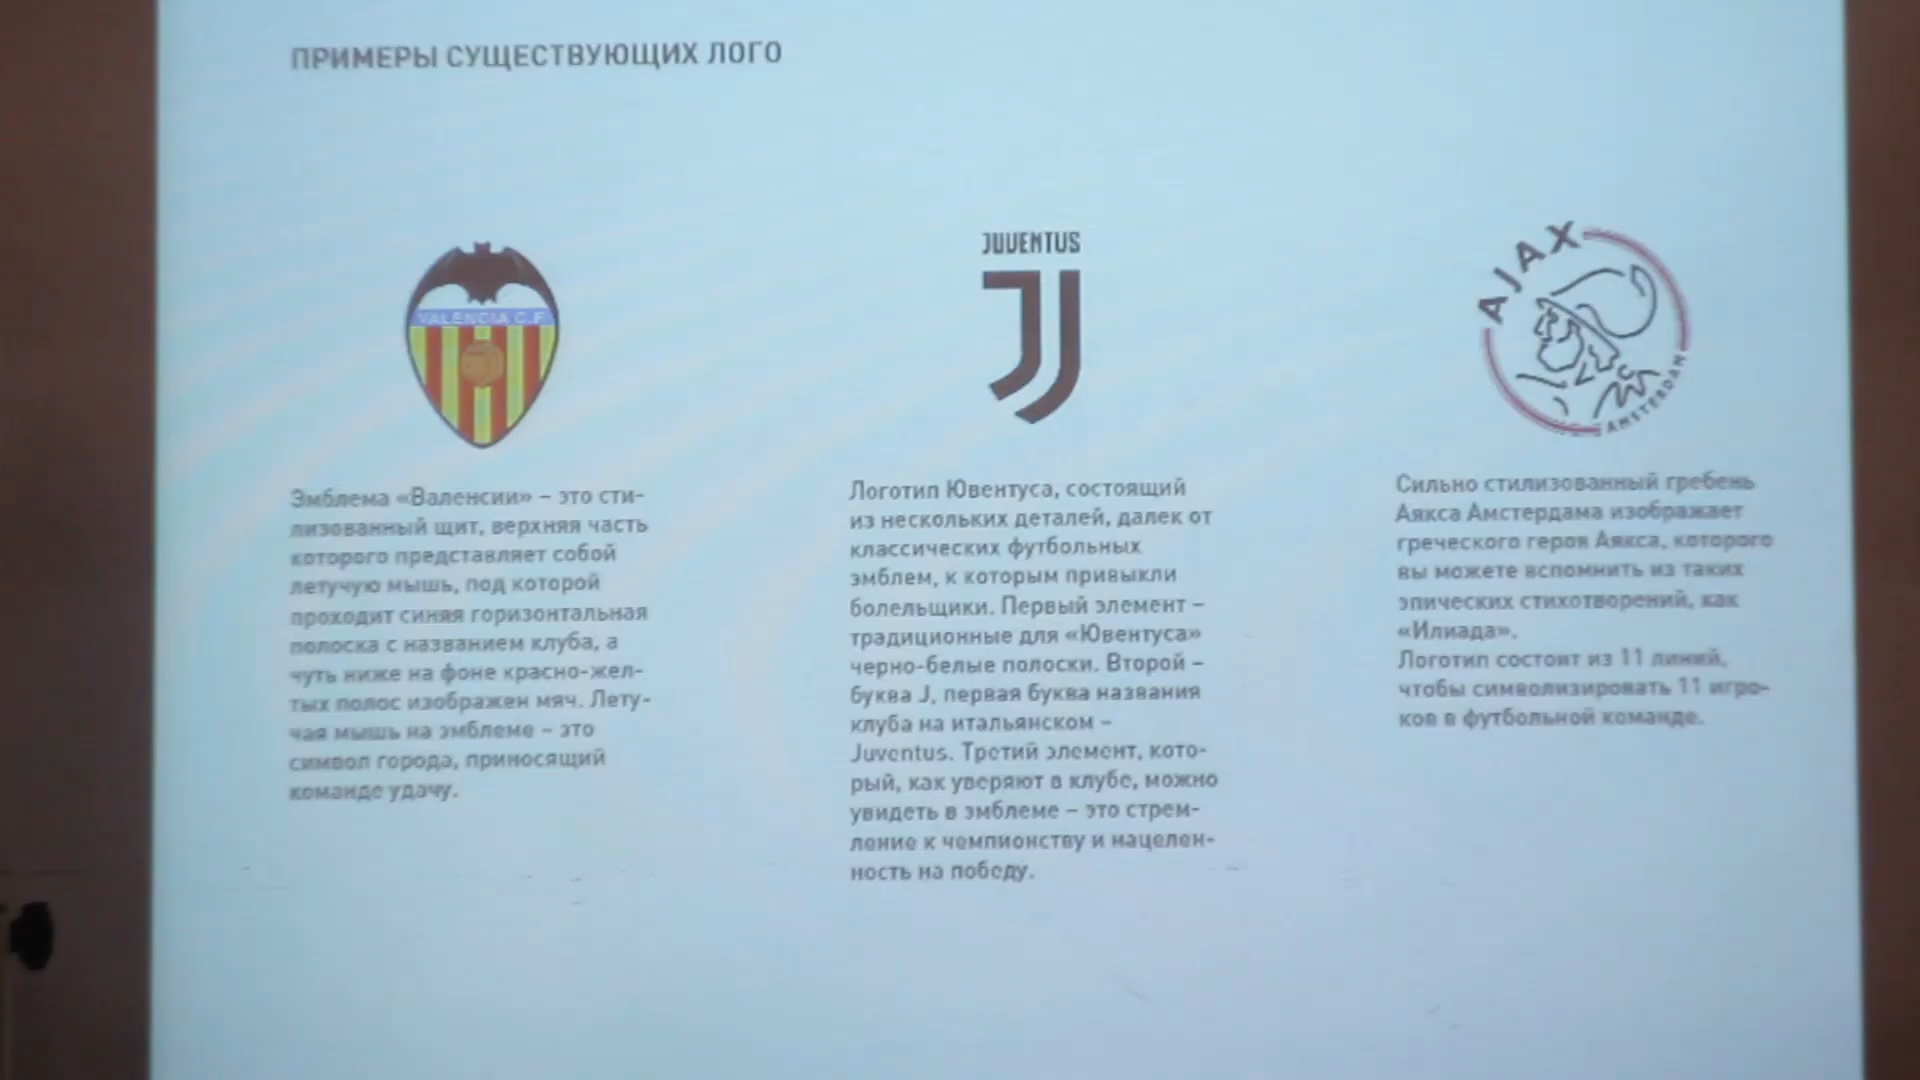 ПРИМЕРЫ СУЩЕСТВУЮЩИХ ЛОГО
VALENCIA C.F
Эмблема «Валенсии» – это сти-
лизованный щит, верхняя часть
которого представляет собой
летучую мышь, под которой
проходит синяя горизонтальная
полоска с названием клуба, а
чуть ниже на фоне красно-жел-
тых полос изображен мяч. Лету-
чая мышь на эмблеме – это
символ города, приносящий
команде удачу.
JUVENTUS
Логотип Ювентуса, состоящий
из нескольких деталей, далек от
классических футбольных
эмблем, к которым привыкли
болельщики. Первый элемент –
традиционные для «Ювентуса»
черно-белые полоски. Второй –
буква J, первая буква названия
клуба на итальянском –
Juventus. Третий элемент, кото-
рый, как уверяют в клубе, можно
увидеть в эмблеме – это стрем-
ление к чемпионству и нацелен-
ность на победу.
AJAX
AMSTERDAM
Сильно стилизованный гребень
Аякса Амстердама изображает
греческого героя Аякса, которого
вы можете вспомнить из таких
эпических стихотворений, как
«Илиада».
Логотип состоит из 11 линий,
чтобы символизировать 11 игро-
ков в футбольной команде.